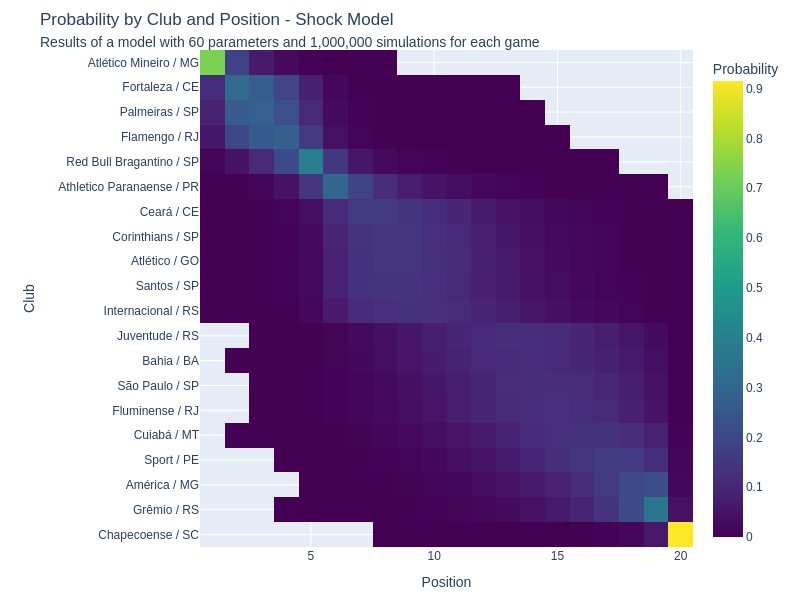 Probability by Club and Position - Shock Model
Results of a model with 60 parameters and 1,000,000 simulations for each game
Probability
Club
Atlético Mineiro / MG
Fortaleza / CE
Palmeiras / SP
Flamengo / RJ
Red Bull Bragantino / SP
Athletico Paranaense / PR
Ceará / CE
Corinthians / SP
Atlético / GO
Santos / SP
Internacional / RS
Juventude / RS
Bahia / BA
São Paulo / SP
Fluminense / RJ
Cuiabá / MT
Sport / PE
América / MG
Grêmio / RS
Chapecoense / SC
0.9
0.8
0.7
0.6
0.5
0.4
0.3
0.2
0.1
0
5 10 15 20
Position